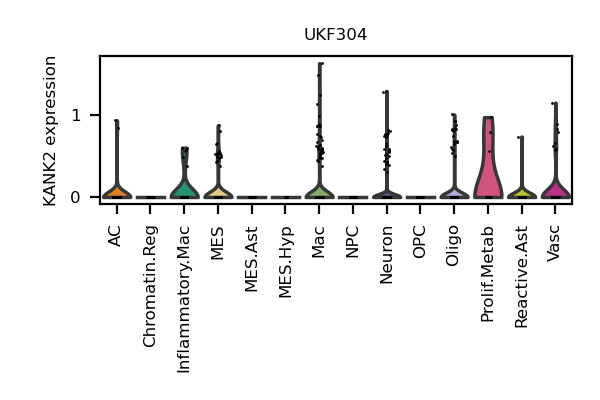 UKF304
KANK2 expression
1
0
AC
Chromatin.Reg
Inflammatory.Mac
MES
MES.Ast
MES.Hyp
Mac
NPC
Neuron
OPC
Oligo
Prolif.Metab
Reactive.Ast
Vasc